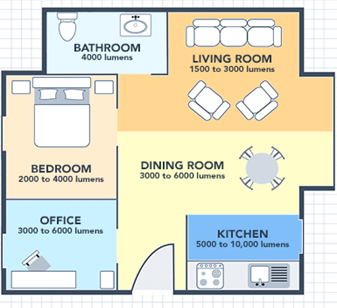 BATHROOM
4000 lumens
LIVING ROOM
1500 to 3000 lumens
BEDROOM
2000 to 4000 lumens
DINING ROOM
3000 to 6000 lumens
OFFICE
3000 to 6000 lumens
KITCHEN
5000 to 10,000 lumens